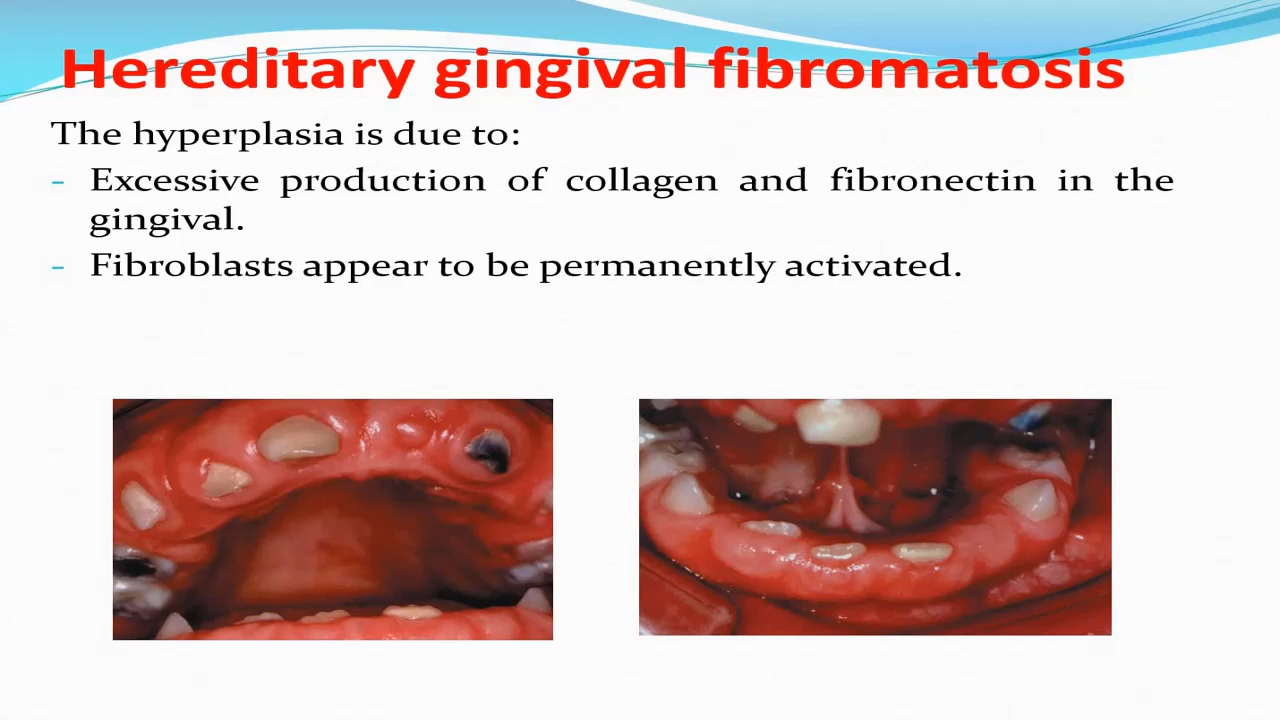 Hereditary gingival fibromatosis
The hyperplasia is due to:
- Excessive production of collagen and fibronectin in the
gingival.
- Fibroblasts appear to be permanently activated.